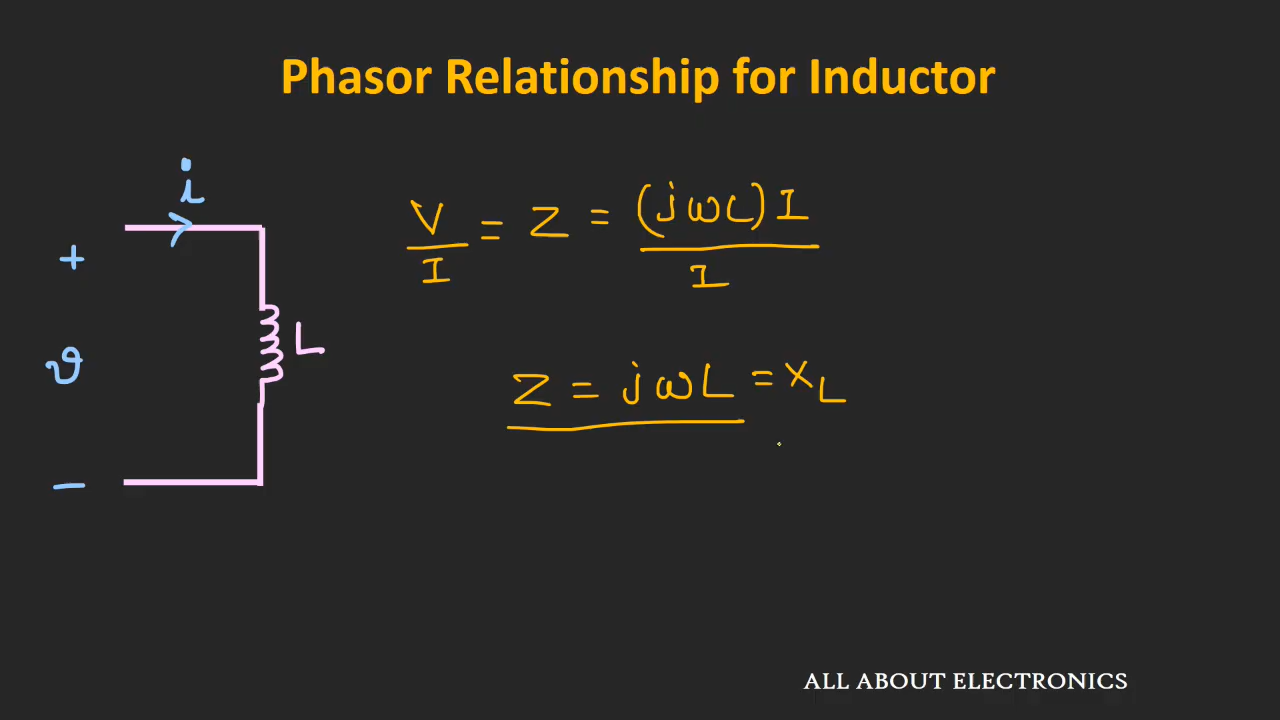 Phasor Relationship for Inductor
i
+
v
-
L
V/I = Z = (jωL)I/I
Z = jωL = XL
ALL ABOUT ELECTRONICS